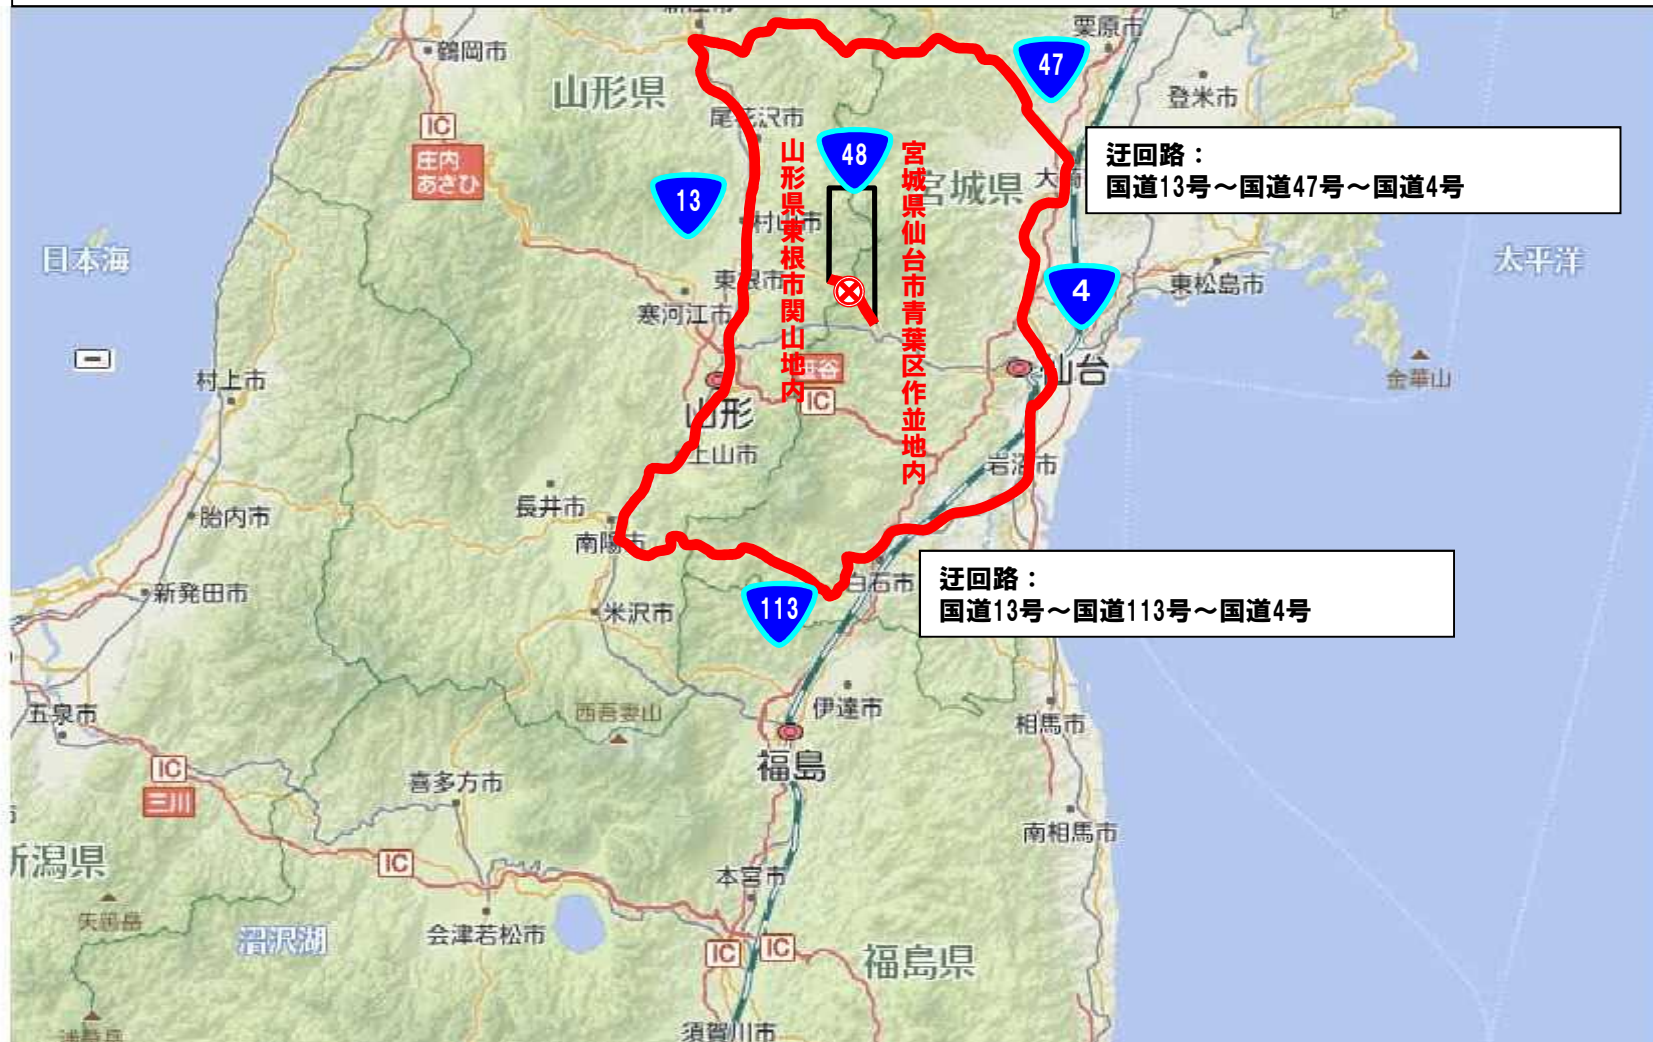 鶴岡市
栗原市
47
山形県
登米市
尾花沢市
IC
庄内
あさひ
48
13
山形県東根市関山地内
宮城県仙台市青葉区作並地内
宮城県
迂回路：
国道13号～国道47号～国道4号
村山市
日本海
太平洋
東根市
4
東松島市
寒河江市
村上市
仙台
金華山
IC
山形
上山市
岩沼市
長井市
胎内市
南陽市
迂回路：
国道13号～国道113号～国道4号
白石市
新発田市
113
米沢市
伊達市
西吾妻山
五泉市
相馬市
福島
IC
三川
喜多方市
南相馬市
新潟県
IC
本宮市
沼沢湖
会津若松市
IC
IC
福島県
須賀川市